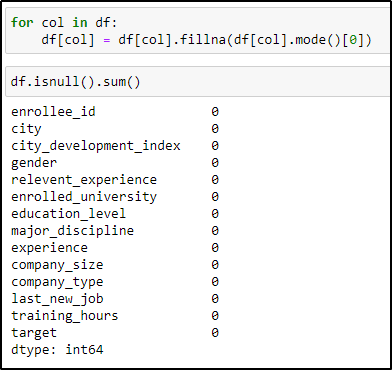 for col in df:
    df[col] = df[col].fillna(df[col].mode()[0])
df.isnull().sum()
enrollee_id 0
city 0
city_development_index 0
gender 0
relevent_experience 0
enrolled_university 0
education_level 0
major_discipline 0
experience 0
company_size 0
company_type 0
last_new_job 0
training_hours 0
target 0
dtype: int64